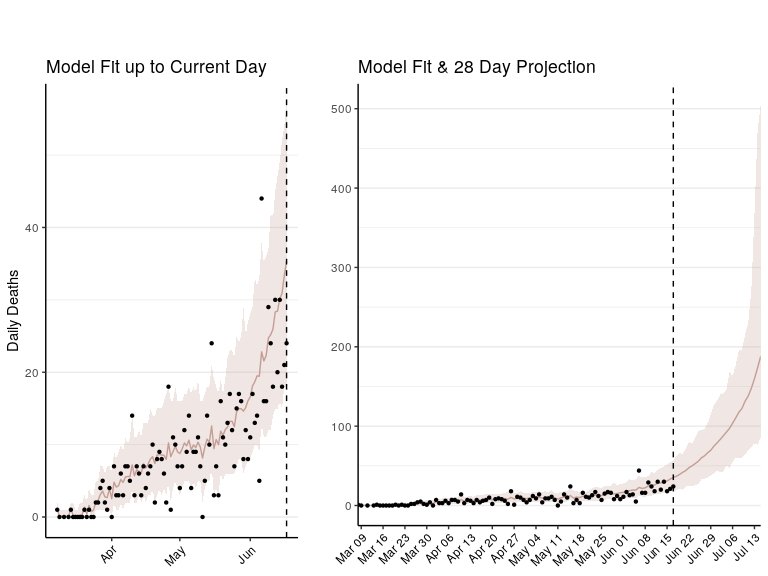 Model Fit up to Current Day
Daily Deaths
40
20
0
Apr
May
Jun
Model Fit & 28 Day Projection
500
400
300
200
100
0
Mar 09
Mar 16
Mar 23
Mar 30
Apr 06
Apr 13
Apr 20
Apr 27
May 04
May 11
May 18
May 25
Jun 01
Jun 08
Jun 15
Jun 22
Jun 29
Jul 06
Jul 13